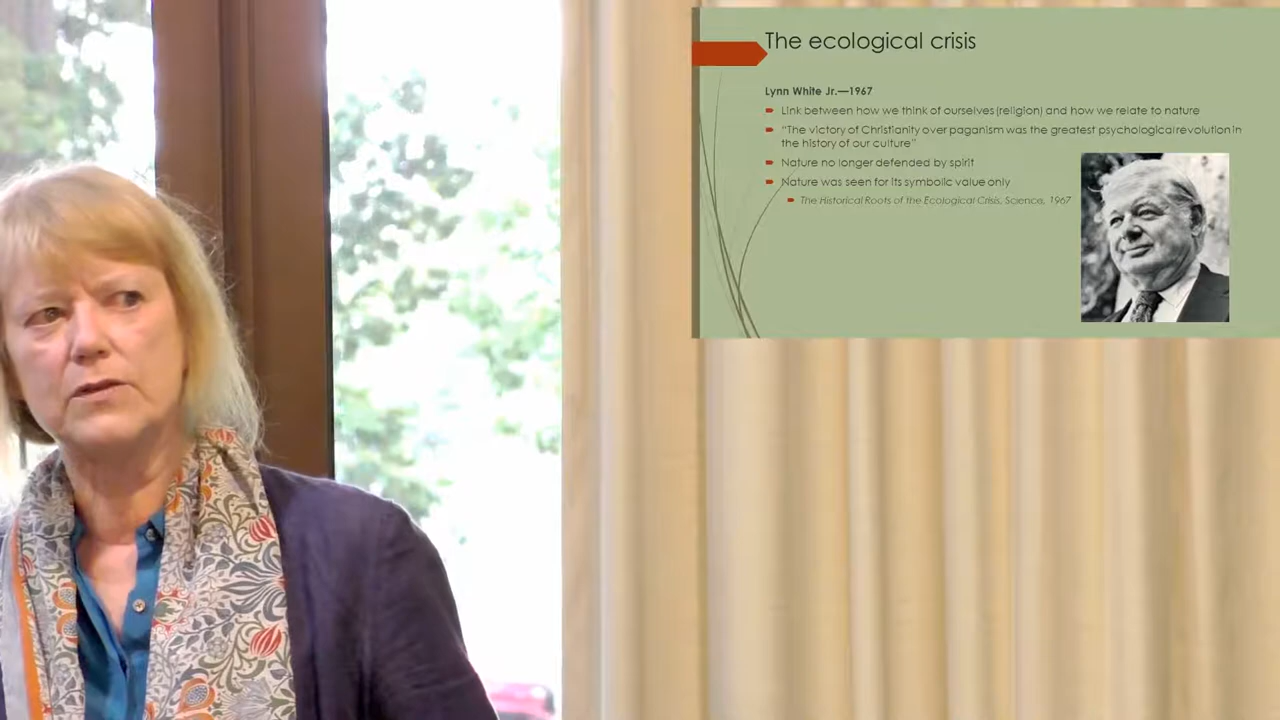 The ecological crisis
Lynn White Jr.—1967
Link between how we think of ourselves (religion) and how we relate to nature
“The victory of Christianity over paganism was the greatest psychological revolution in
the history of our culture”
Nature no longer defended by spirit
Nature was seen for its symbolic value only
The Historical Roots of the Ecological Crisis, Science, 1967